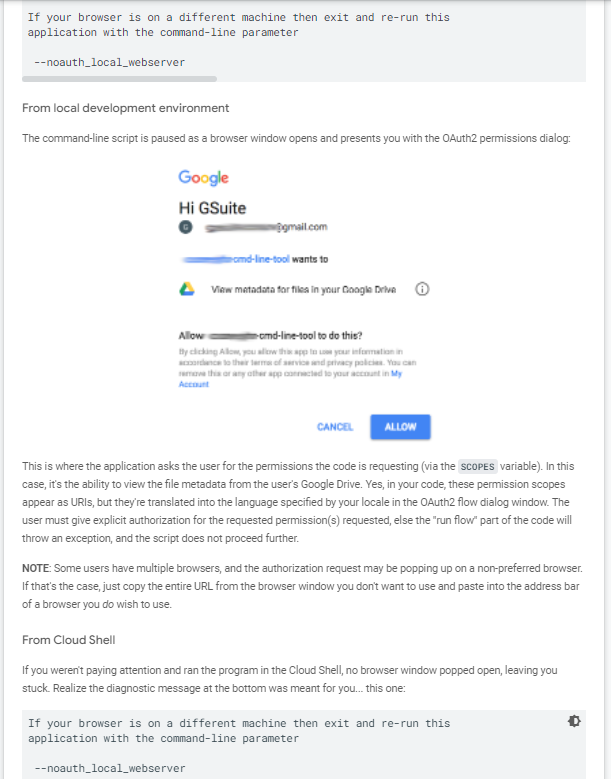 If your browser is on a different machine then exit and re-run this
application with the command-line parameter
--noauth_local_webserver
From local development environment
The command-line script is paused as a browser window opens and presents you with the OAuth2 permissions dialog:
Google
Hi GSuite
G
@gmail.com
cmd-line-tool wants to
View metadata for files in your Google Drive
Allow -cmd-line-tool to do this?
By clicking Allow, you allow this app to use your information in
accordance to their terms of service and privacy policies. You can
remove this or any other app connected to your account in My
Account
CANCEL ALLOW
This is where the application asks the user for the permissions the code is requesting (via the SCOPES variable). In this
case, it's the ability to view the file metadata from the user's Google Drive. Yes, in your code, these permission scopes
appear as URIs, but they're translated into the language specified by your locale in the OAuth2 flow dialog window. The
user must give explicit authorization for the requested permission(s) requested, else the "run flow" part of the code will
throw an exception, and the script does not proceed further.
NOTE: Some users have multiple browsers, and the authorization request may be popping up on a non-preferred browser.
If that's the case, just copy the entire URL from the browser window you don't want to use and paste into the address bar
of a browser you do wish to use.
From Cloud Shell
If you weren't paying attention and ran the program in the Cloud Shell, no browser window popped open, leaving you
stuck. Realize the diagnostic message at the bottom was meant for you... this one:
If your browser is on a different machine then exit and re-run this
application with the command-line parameter
--noauth_local_webserver